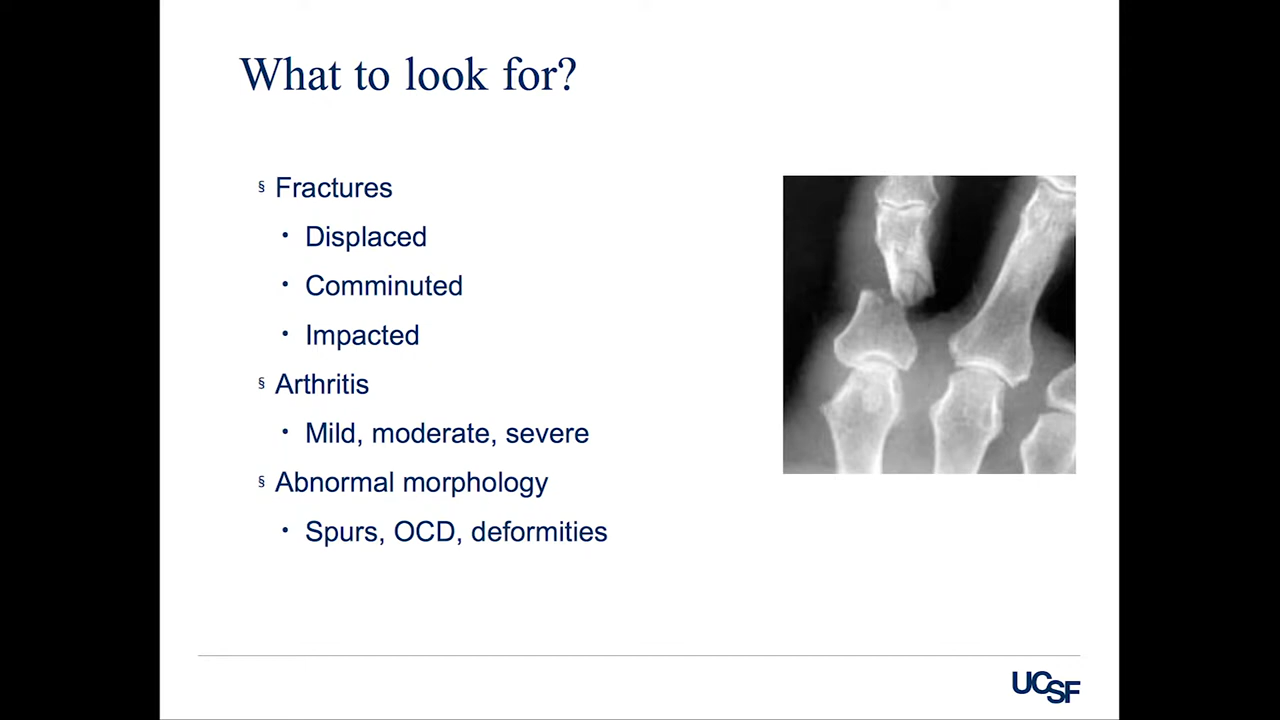 What to look for?
§ Fractures
• Displaced
• Comminuted
• Impacted
§ Arthritis
• Mild, moderate, severe
§ Abnormal morphology
• Spurs, OCD, deformities
UCSF